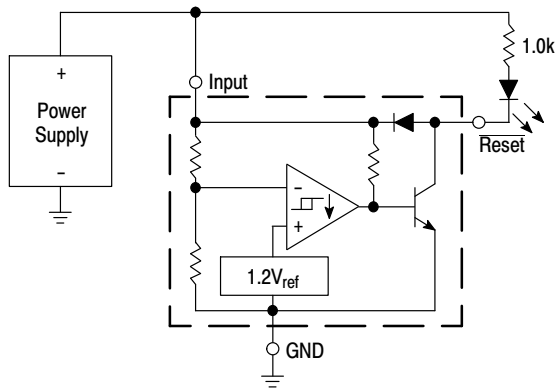 1.0k
+
Input
Power
Supply
-
Reset
-
+
1.2Vref
GND